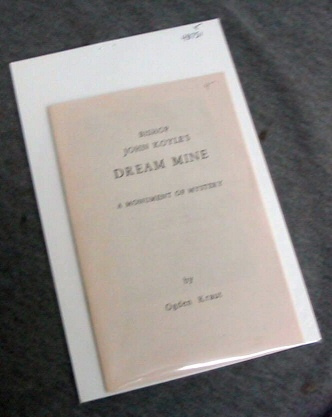 BISHOP
JOHN KOYLE'S
DREAM MINE
A MONUMENT OF MYSTERY
by
Ogden Kraut